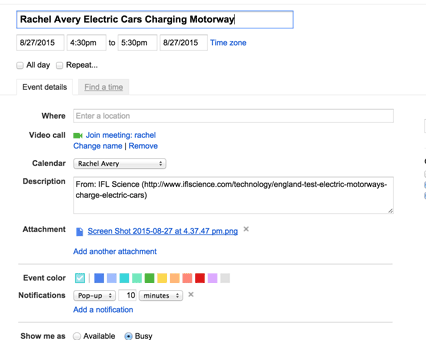 Rachel Avery Electric Cars Charging Motorway
8/27/2015 4:30pm to 5:30pm 8/27/2015 Time zone
All day Repeat...
Event details Find a time
Where Enter a location
Video call Join meeting: rachel
Change name | Remove
Calendar Rachel Avery
Description From: IFL Science (http://www.iflscience.com/technology/england-test-electric-motorways-
charge-electric-cars)
Attachment Screen Shot 2015-08-27 at 4.37.47 pm.png
Add another attachment
Event color
Notifications Pop-up 10 minutes
Add a notification
Show me as Available Busy